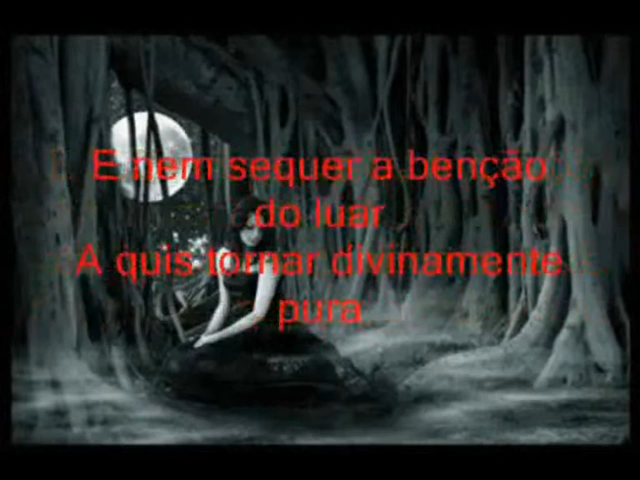 E nem sequer a benção
do luar
A quis tornar divinamente
pura